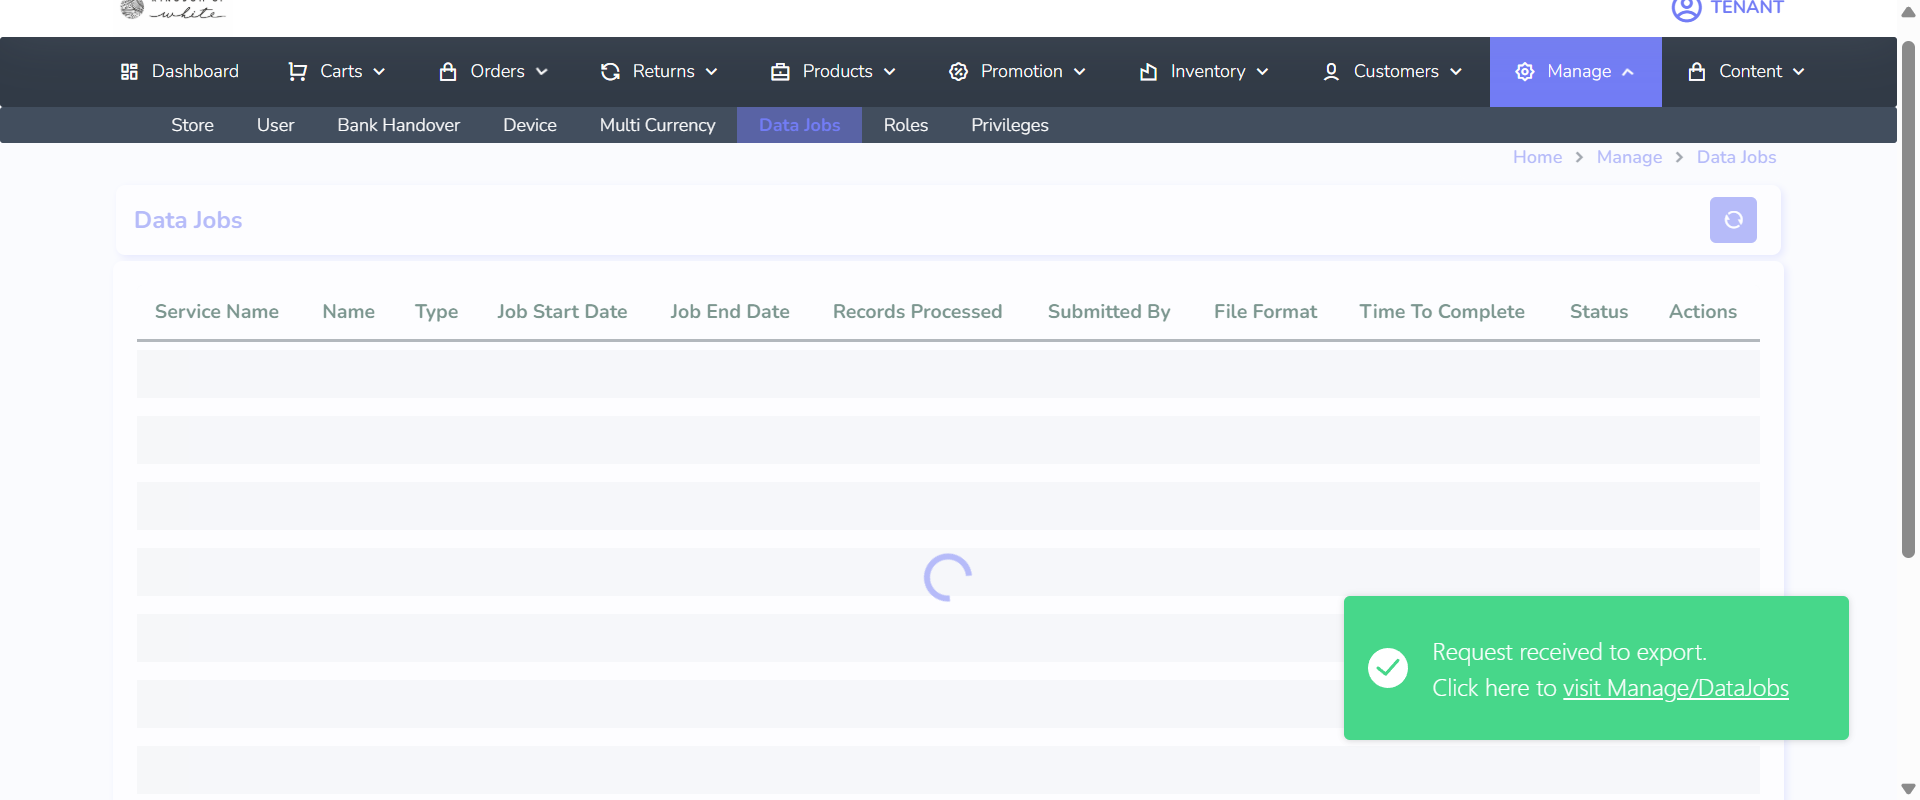 white
TENANT
Dashboard Carts Orders Returns Products Promotion Inventory Customers Manage Content
Store User Bank Handover Device Multi Currency Data Jobs Roles Privileges
Home > Manage > Data Jobs
Data Jobs
Service Name Name Type Job Start Date Job End Date Records Processed Submitted By File Format Time To Complete Status Actions
Request received to export.
Click here to visit Manage/DataJobs